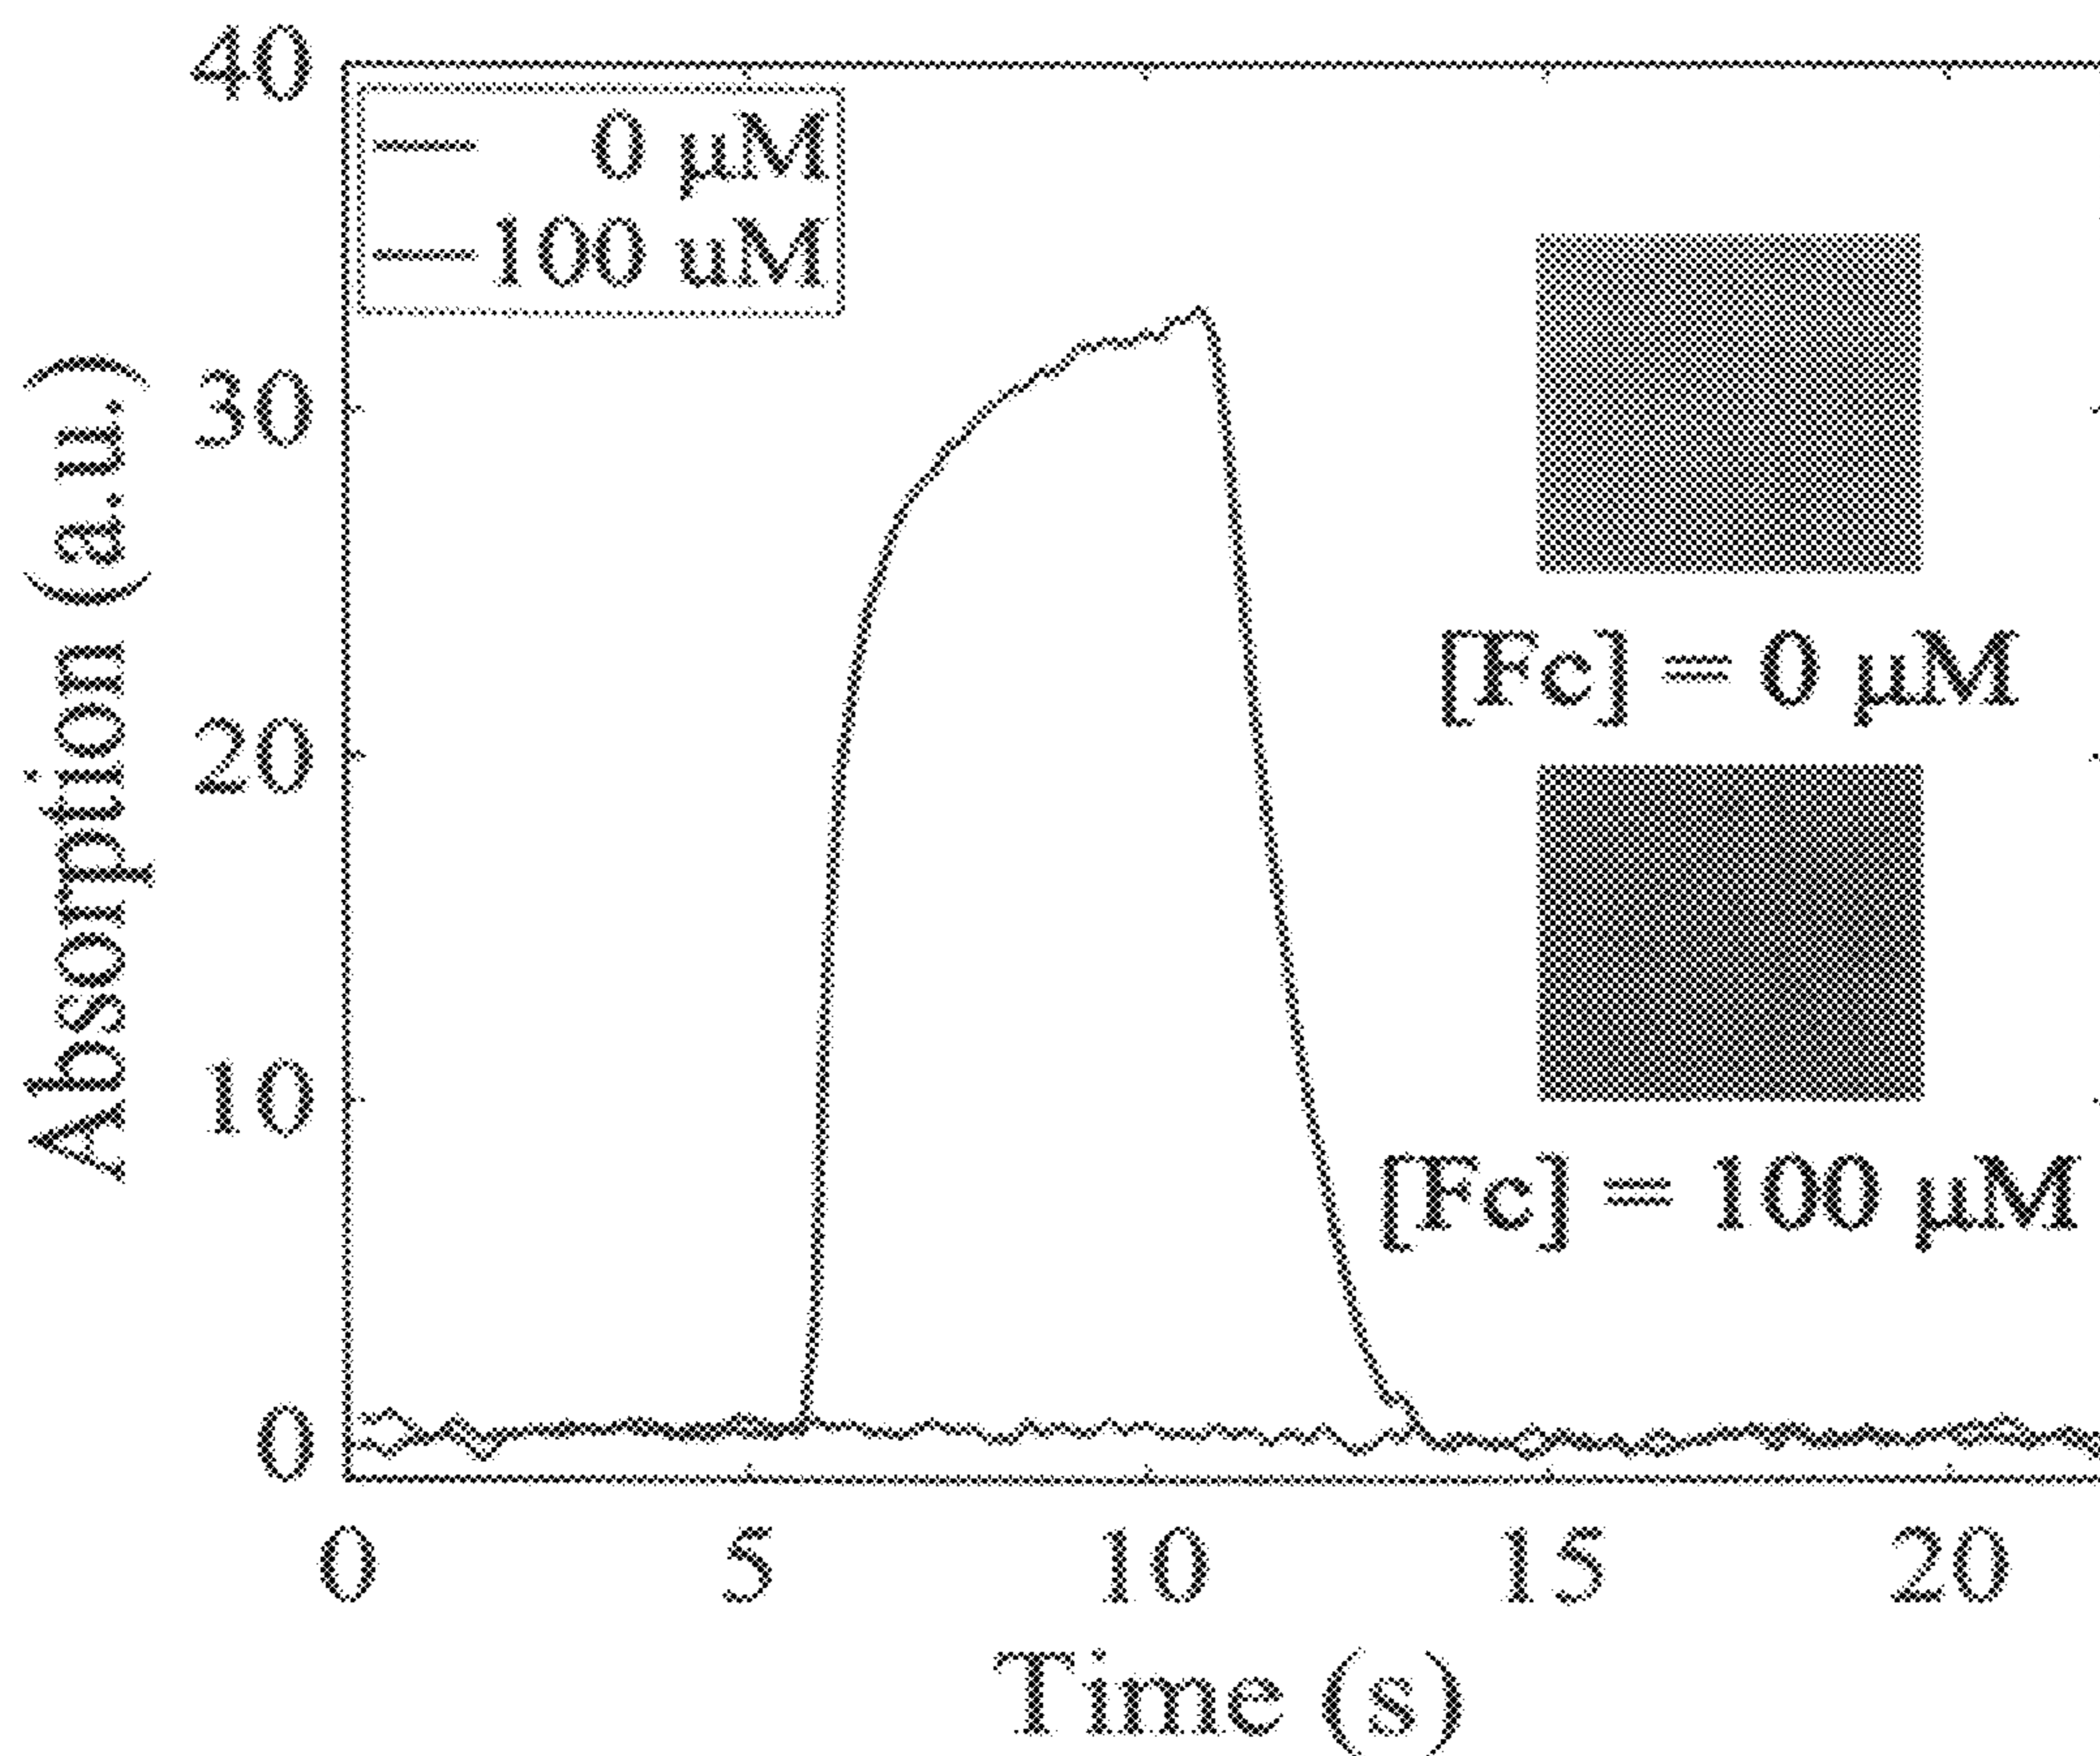 Absorption (a.u.)
40
30
20
10
0
0 μM
100 uM
[Fc] = 0 μM
[Fc] = 100 μM
0 5 10 15 20
Time (s)